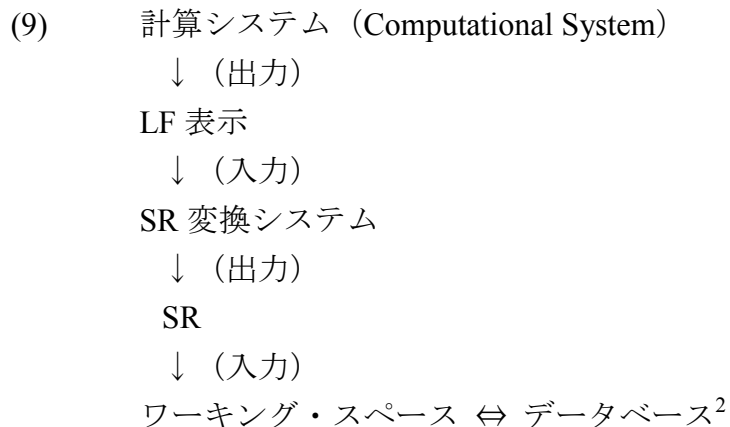 (9) 計算システム（Computational System）
↓（出力）
LF 表示
↓（入力）
SR 変換システム
↓（出力）
SR
↓（入力）
ワーキング・スペース ⇔ データベース²